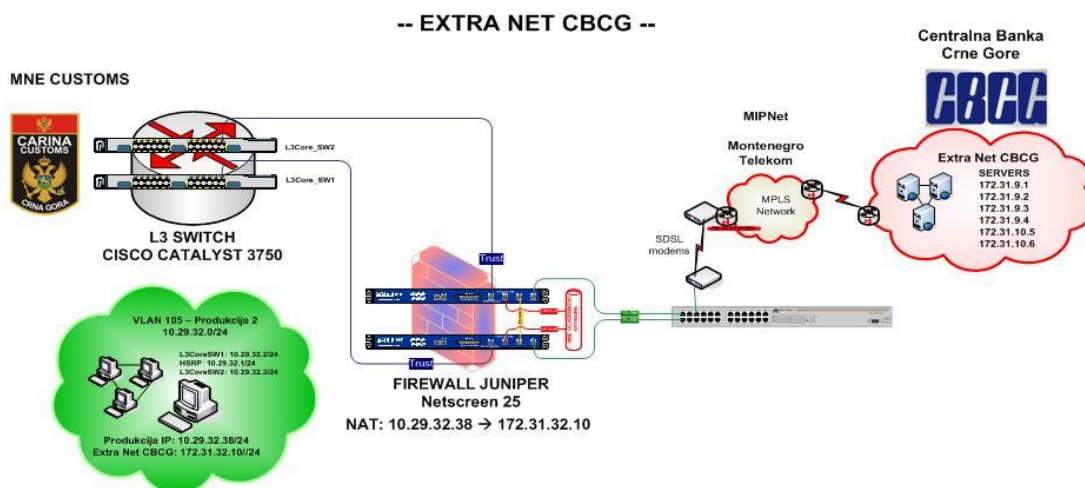 -- EXTRA NET CBCG --
MNE CUSTOMS
CARINA
CUSTOMS
CRNA GORA
L3Core_SW2
L3Core_SW1
L3 SWITCH
CISCO CATALYST 3750
Centralna Banka
Crne Gore
CBCG
MIPNet
Montenegro
Telekom
MPLS
Network
SDSL
modems
Extra Net CBCG
SERVERS
172.31.9.1
172.31.9.2
172.31.9.3
172.31.9.4
172.31.10.5
172.31.10.6
Trust
Trust
FIREWALL JUNIPER
Netscreen 25
NAT: 10.29.32.38 → 172.31.32.10
VLAN 105 – Produkcija 2
10.29.32.0/24
L3CoreSW1: 10.29.32.2/24
HSRP: 10.29.32.1/24
L3CoreSW2: 10.29.32.3/24
Produkcija IP: 10.29.32.38/24
Extra Net CBCG: 172.31.32.10//24